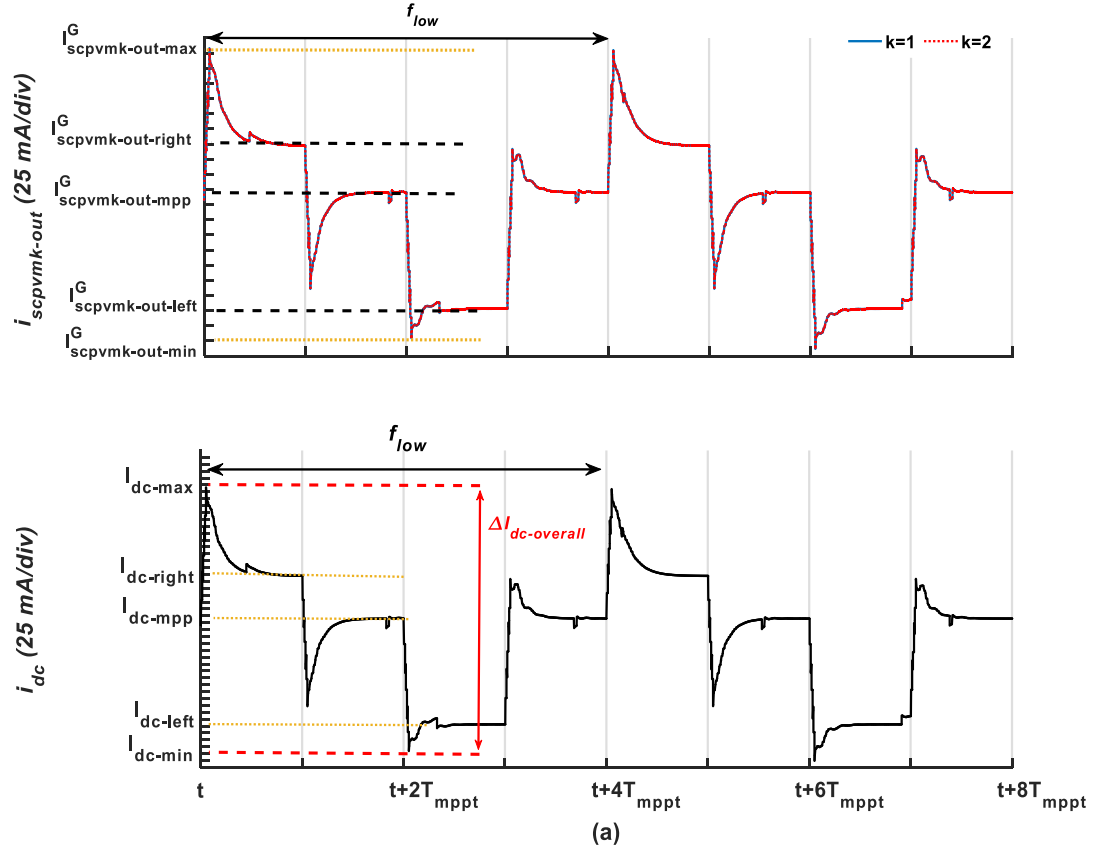 f_low
I^G_scpvmk-out-max
k=1 k=2
I^G_scpvmk-out-right
I^G_scpvmk-out-mpp
I^G_scpvmk-out-left
I^G_scpvmk-out-min
i_scpvmk-out (25 mA/div)
f_low
I_dc-max
ΔI_dc-overall
I_dc-right
I_dc-mpp
I_dc-left
I_dc-min
i_dc (25 mA/div)
t t+2T_mppt t+4T_mppt t+6T_mppt t+8T_mppt
(a)